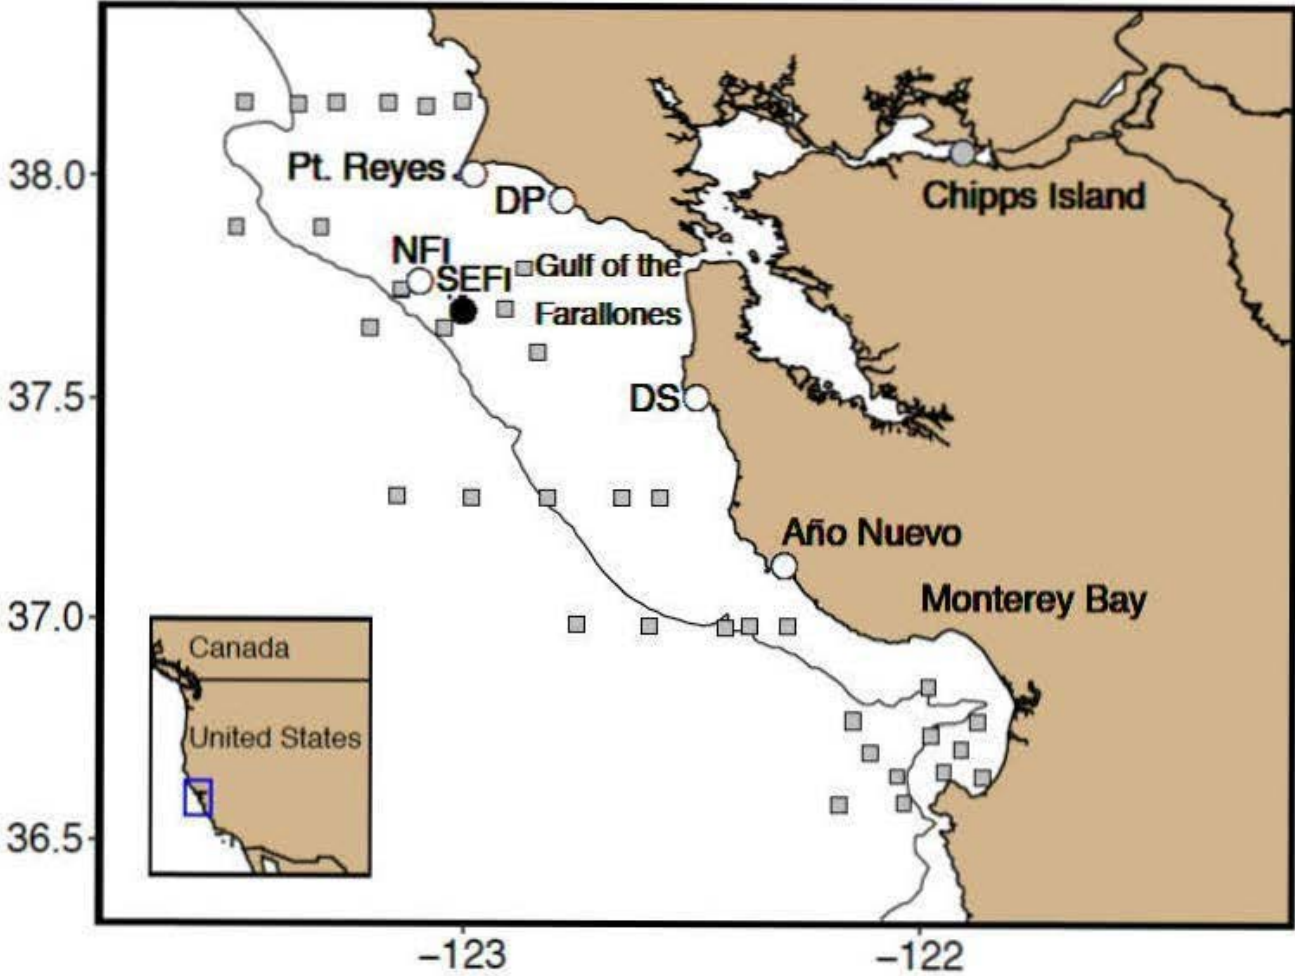 38.0
Pt. Reyes
DP
Chipps Island
NFI
SEFI
Gulf of the
Farallones
37.5
DS
Año Nuevo
37.0
Monterey Bay
Canada
United States
36.5
−123
−122